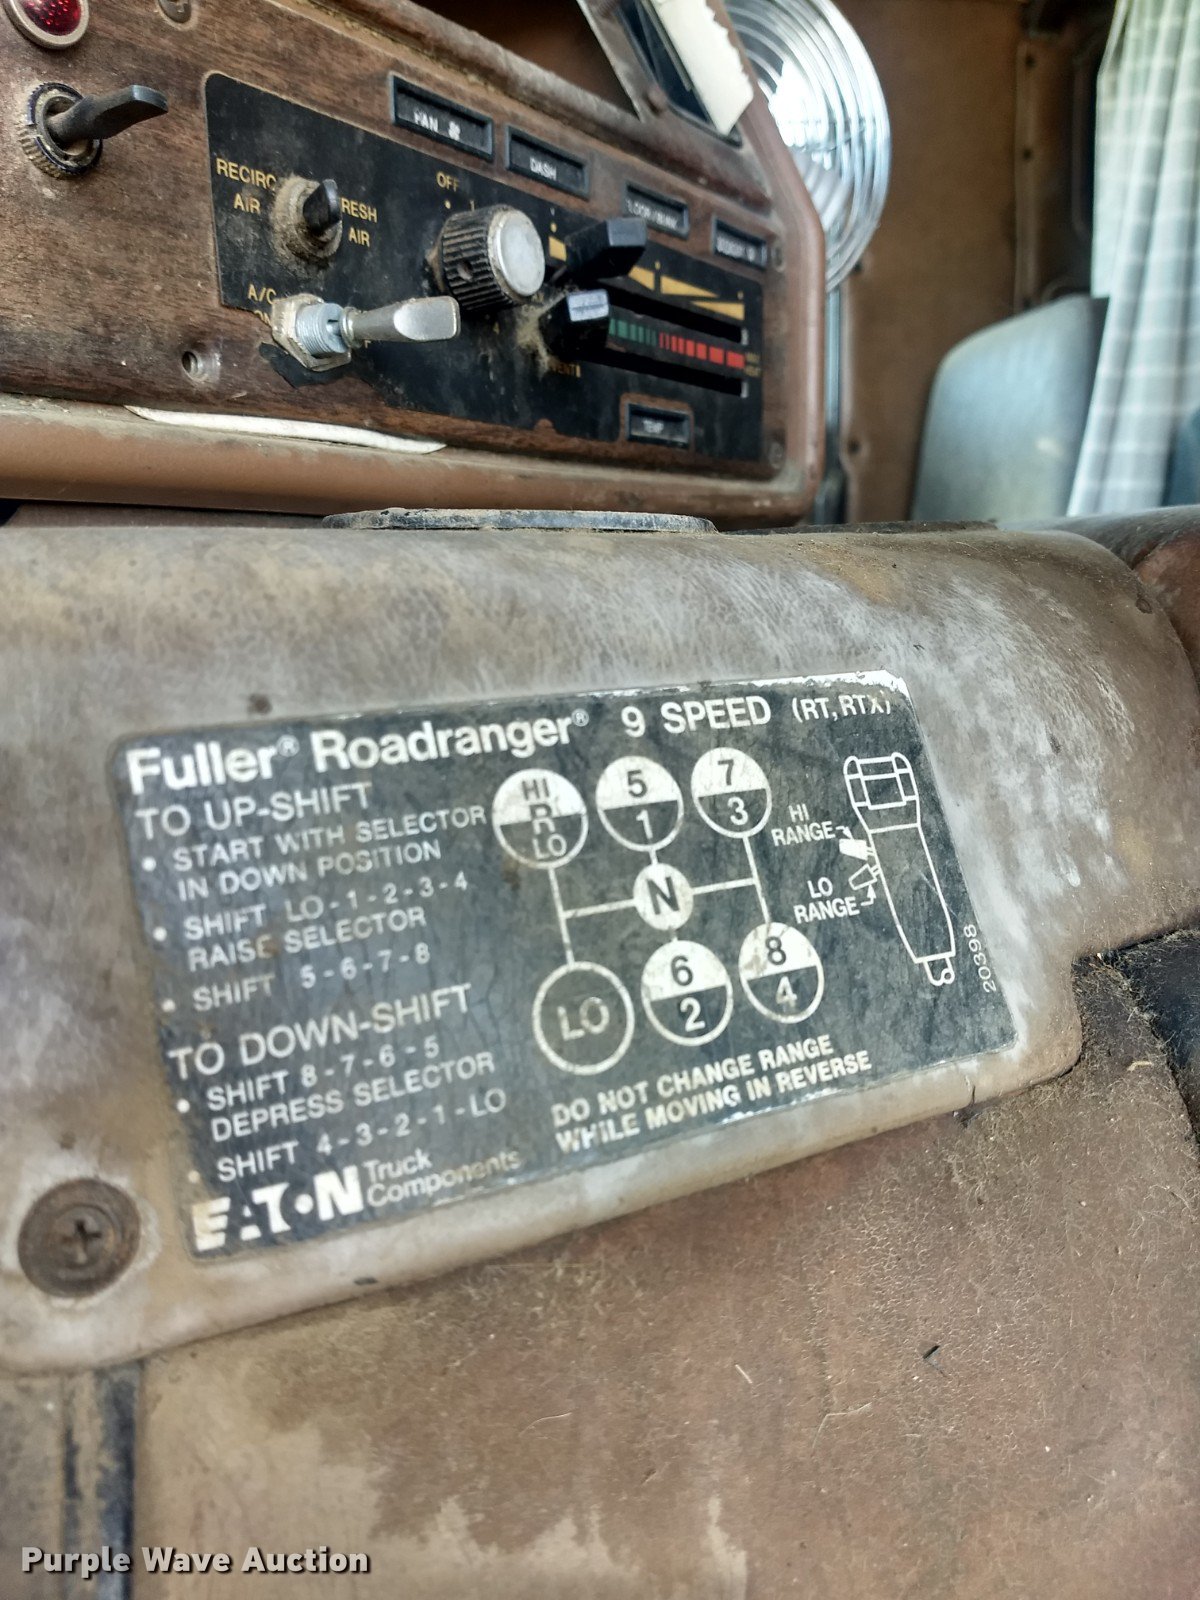 FAN
DASH
OFF
RECIRC
AIR
FRESH
AIR
A/C
TEMP
Fuller® Roadranger® 9 SPEED (RT, RTX)
TO UP-SHIFT
• START WITH SELECTOR
IN DOWN POSITION
• SHIFT LO-1-2-3-4
RAISE SELECTOR
• SHIFT 5-6-7-8
TO DOWN-SHIFT
• SHIFT 8-7-6-5
DEPRESS SELECTOR
• SHIFT 4-3-2-1-LO
EATON Truck
Components
HI 5 7
R
LO 1 3
N
6 8
LO 2 4
HI
RANGE
LO
RANGE
20398
DO NOT CHANGE RANGE
WHILE MOVING IN REVERSE
Purple Wave Auction